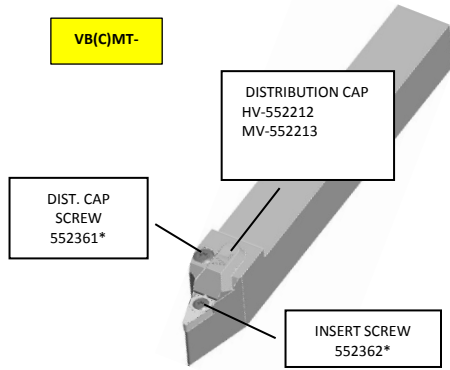 VB(C)MT-
DISTRIBUTION CAP
HV-552212
MV-552213
DIST. CAP
SCREW
552361*
INSERT SCREW
552362*